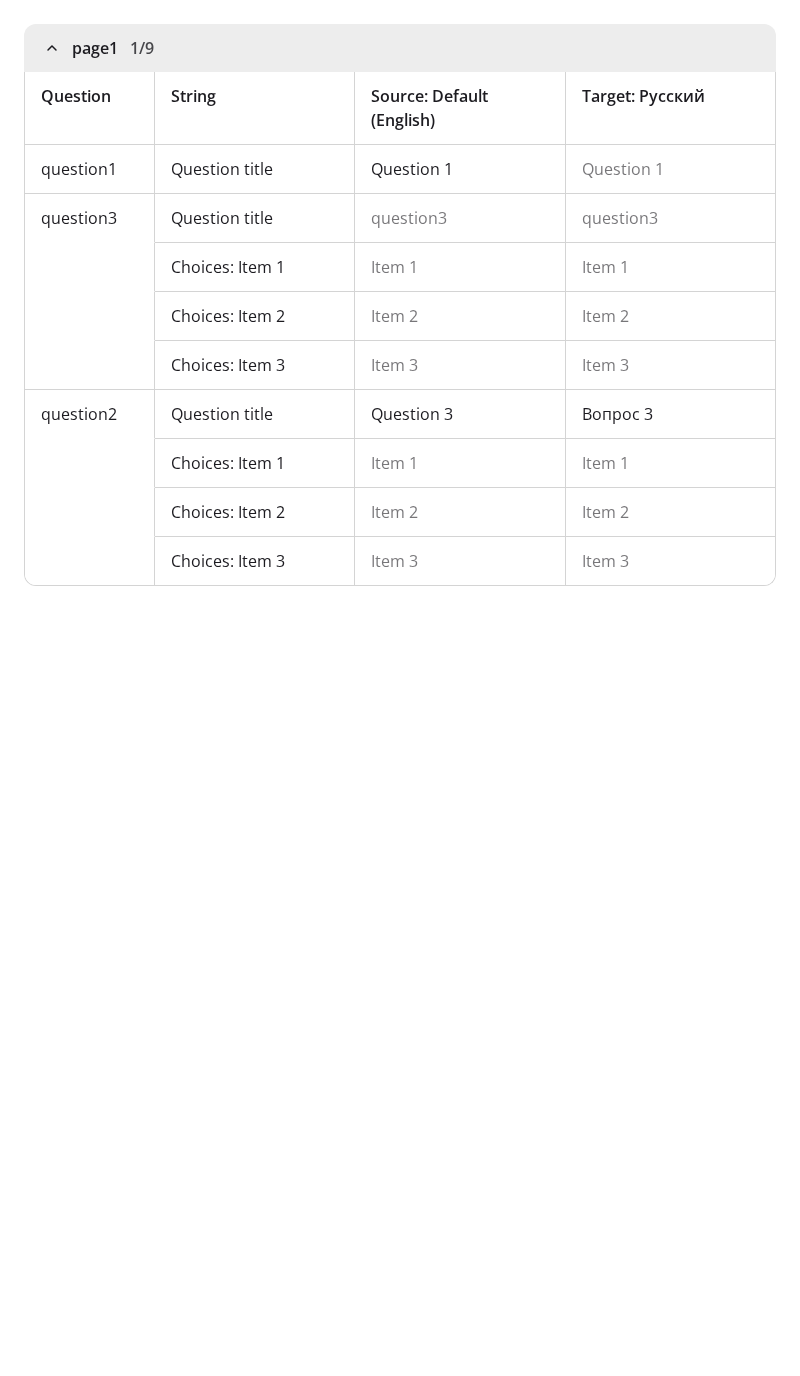 page1 1/9
Question String Source: Default (English) Target: Русский
question1 Question title Question 1 Question 1
question3 Question title question3 question3
Choices: Item 1 Item 1 Item 1
Choices: Item 2 Item 2 Item 2
Choices: Item 3 Item 3 Item 3
question2 Question title Question 3 Вопрос 3
Choices: Item 1 Item 1 Item 1
Choices: Item 2 Item 2 Item 2
Choices: Item 3 Item 3 Item 3